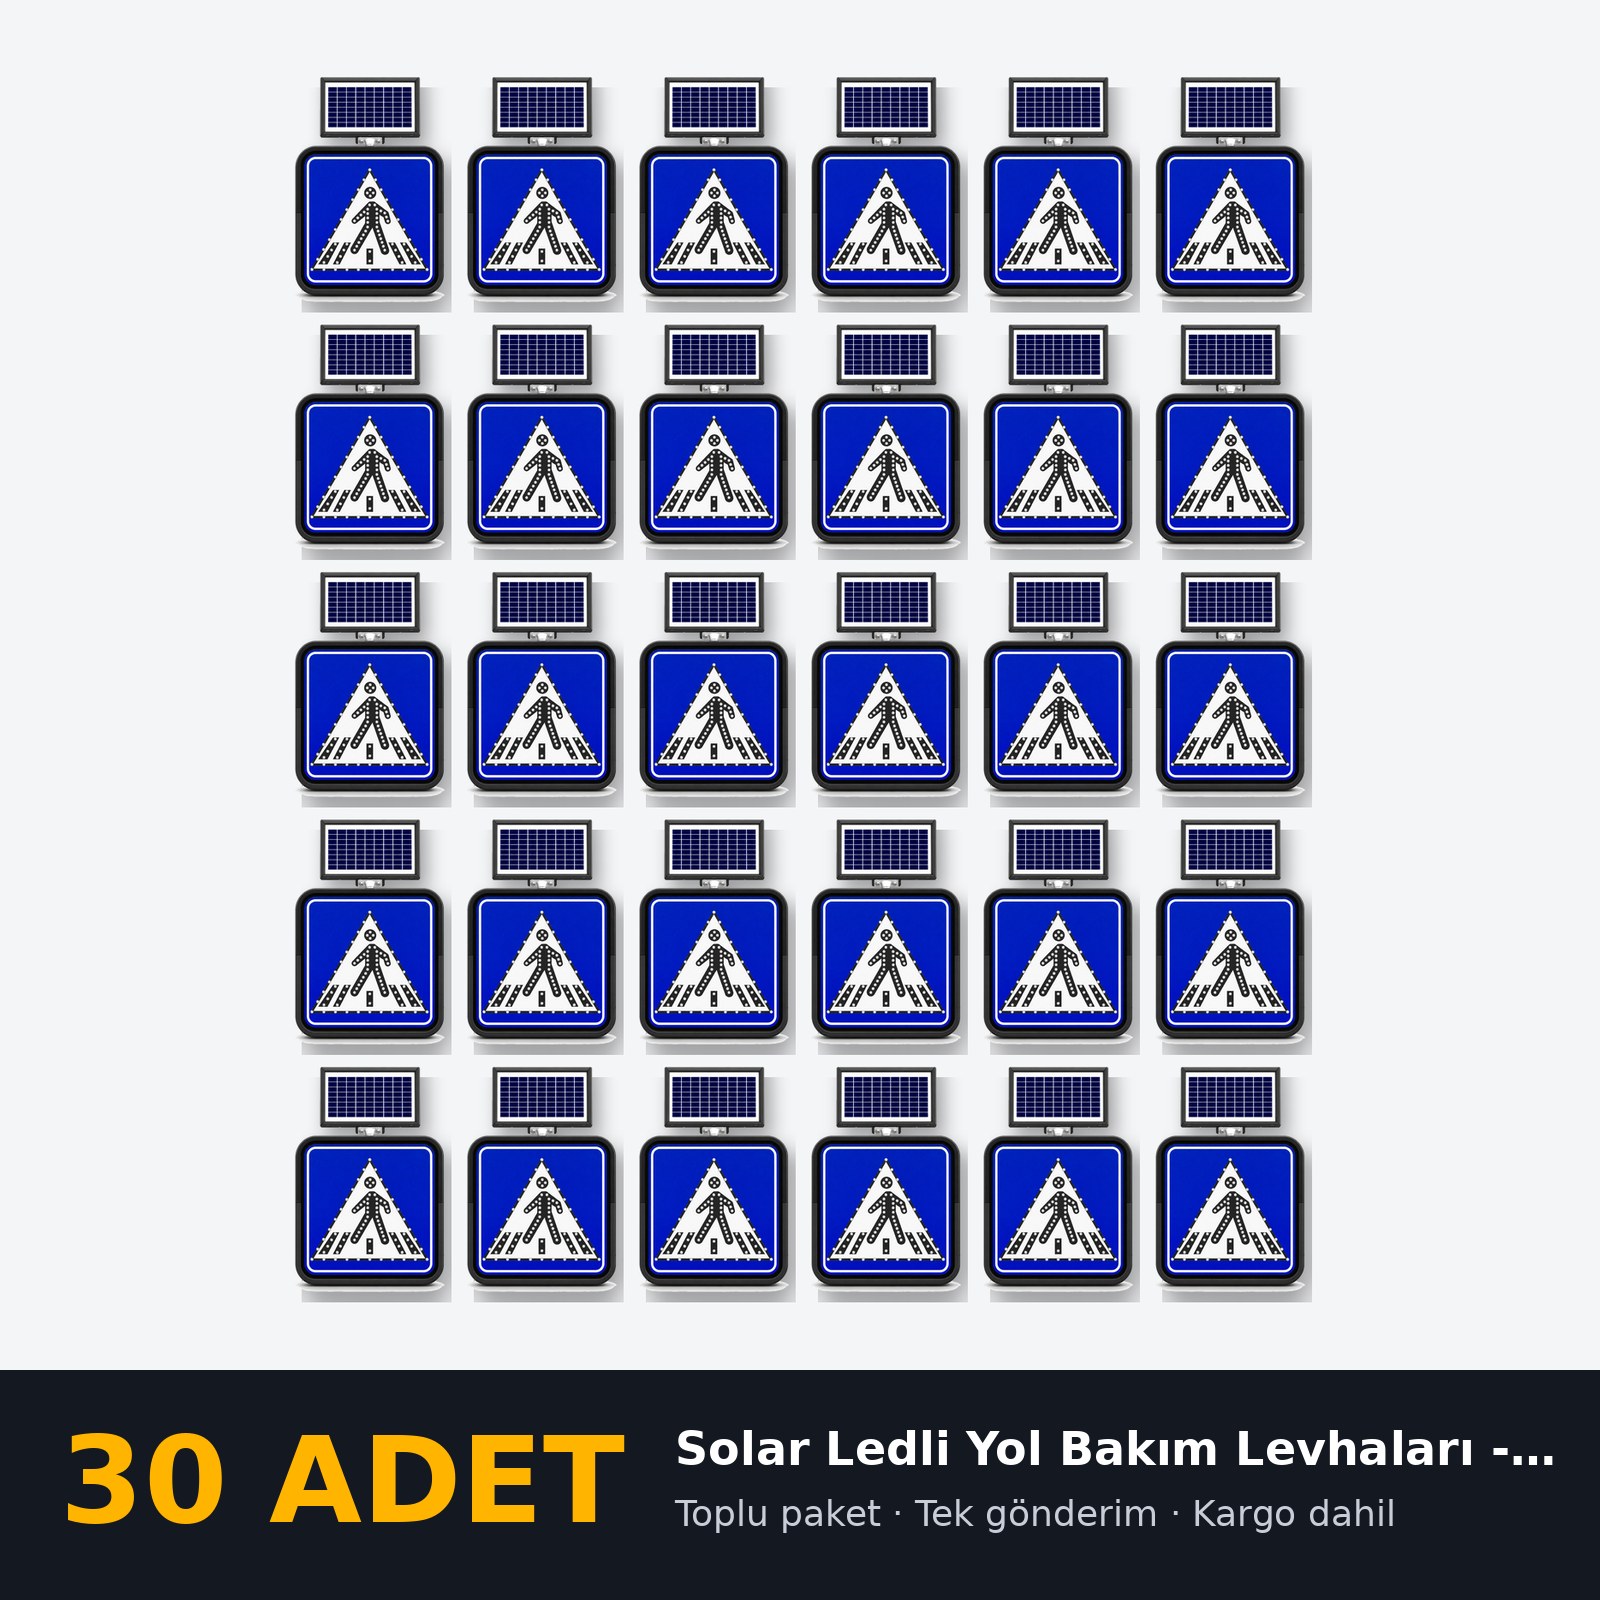 30 ADET
Solar Ledli Yol Bakım Levhaları -...
Toplu paket · Tek gönderim · Kargo dahil